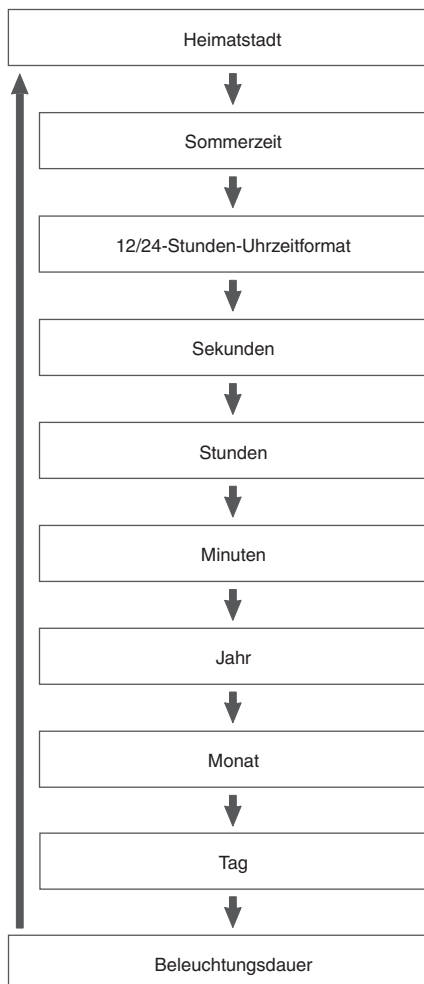 Heimatstadt
Sommerzeit
12/24-Stunden-Uhrzeitformat
Sekunden
Stunden
Minuten
Jahr
Monat
Tag
Beleuchtungsdauer